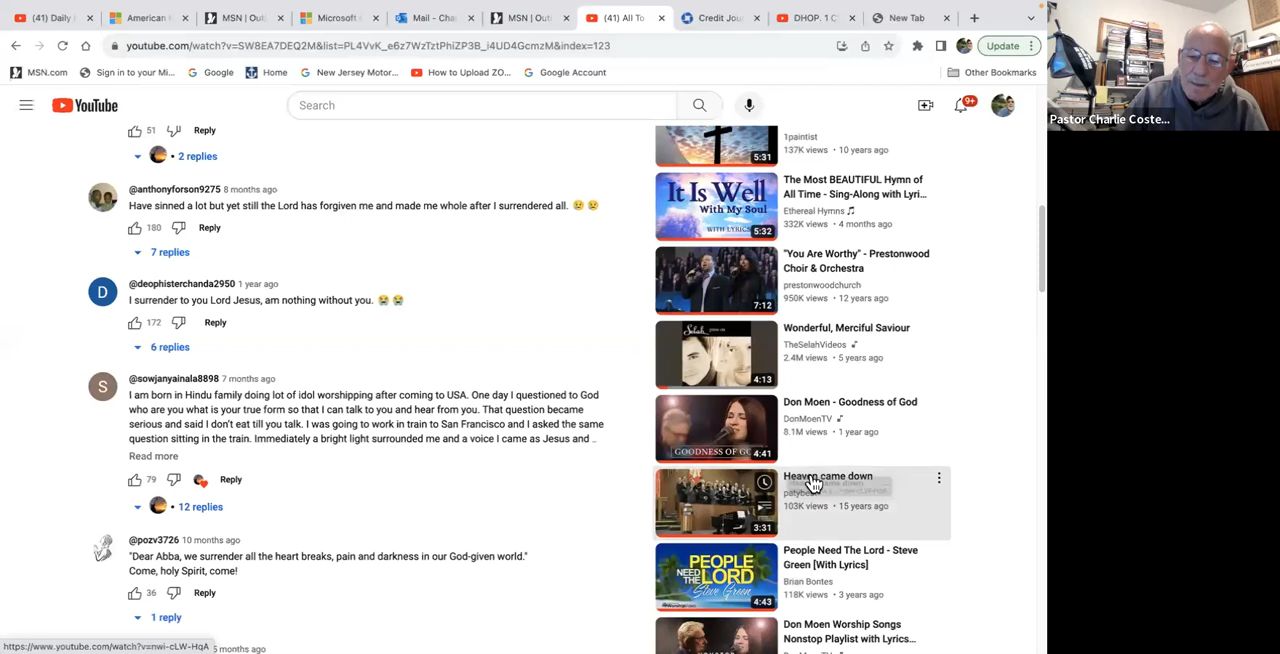 (41) Daily
American
MSN | Out
Microsoft
Mail - Cha
MSN | Out
(41) All To
Credit Jou
DHOP. 1 C
New Tab
youtube.com/watch?v=SW8EA7DEQ2M&list=PL4VvK_e6z7WzTztPhiZP3B_i4UD4GcmzM&index=123
Update
MSN.com
Sign in to your Mi...
Google
Home
New Jersey Motor...
How to Upload ZO...
Google Account
Other Bookmarks
YouTube
Search
9+
Pastor Charlie Coste...
51 Reply
2 replies
@anthonyforson9275 8 months ago
Have sinned a lot but yet still the Lord has forgiven me and made me whole after I surrendered all.
180 Reply
7 replies
@deophisterchanda2950 1 year ago
D
I surrender to you Lord Jesus, am nothing without you.
172 Reply
6 replies
@sowjanyainala8898 7 months ago
S
I am born in Hindu family doing lot of idol worshipping after coming to USA. One day I questioned to God
who are you what is your true form so that I can talk to you and hear from you. That question became
serious and said I don't eat till you talk. I was going to work in train to San Francisco and I asked the same
question sitting in the train. Immediately a bright light surrounded me and a voice I came as Jesus and ..
Read more
79 Reply
12 replies
@pozv3726 10 months ago
"Dear Abba, we surrender all the heart breaks, pain and darkness in our God-given world."
Come, holy Spirit, come!
36 Reply
1 reply
https://www.youtube.com/watch?v=nwi-cLW-HqA
5 months ago
5:31
1paintist
137K views • 10 years ago
It Is Well
With My Soul
WITH LYRICS
5:32
The Most BEAUTIFUL Hymn of
All Time - Sing-Along with Lyri...
Ethereal Hymns
332K views • 4 months ago
7:12
"You Are Worthy" - Prestonwood
Choir & Orchestra
prestonwoodchurch
950K views • 12 years ago
Selah
4:13
Wonderful, Merciful Saviour
TheSelahVideos
2.4M views • 5 years ago
GOODNESS OF GO
4:41
Don Moen - Goodness of God
DonMoenTV
8.1M views • 1 year ago
3:31
Heaven came down
103K views • 15 years ago
PEOPLE
NEED THE
LORD
Steve Green
4:43
People Need The Lord - Steve
Green [With Lyrics]
Brian Bontes
118K views • 3 years ago
Don Moen Worship Songs
Nonstop Playlist with Lyrics...